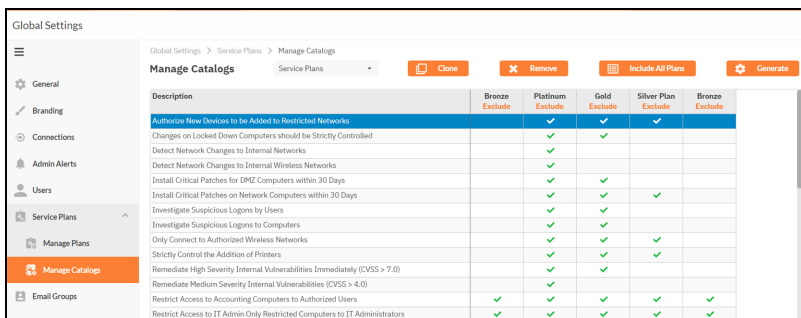 Global Settings
Global Settings > Service Plans > Manage Catalogs
Manage Catalogs
Service Plans
Clone
Remove
Include All Plans
Generate
General
Branding
Connections
Admin Alerts
Users
Service Plans
Manage Plans
Manage Catalogs
Email Groups
Description Bronze Platinum Gold Silver Plan Bronze
Exclude Exclude Exclude Exclude Exclude
Authorize New Devices to be Added to Restricted Networks
Changes on Locked Down Computers should be Strictly Controlled
Detect Network Changes to Internal Networks
Detect Network Changes to Internal Wireless Networks
Install Critical Patches for DMZ Computers within 30 Days
Install Critical Patches on Network Computers within 30 Days
Investigate Suspicious Logons by Users
Investigate Suspicious Logons to Computers
Only Connect to Authorized Wireless Networks
Strictly Control the Addition of Printers
Remediate High Severity Internal Vulnerabilities Immediately (CVSS > 7.0)
Remediate Medium Severity Internal Vulnerabilities (CVSS > 4.0)
Restrict Access to Accounting Computers to Authorized Users
Restrict Access to IT Admin Only Restricted Computers to IT Administrators